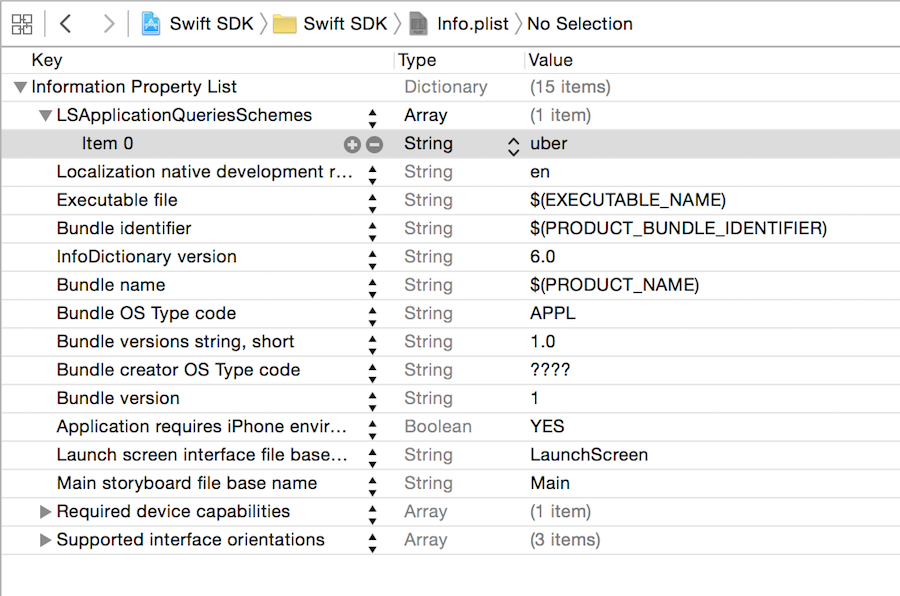 Swift SDK Swift SDK Info.plist No Selection
Key Type Value
Information Property List Dictionary (15 items)
LSApplicationQueriesSchemes Array (1 item)
Item 0 String uber
Localization native development r... String en
Executable file String $(EXECUTABLE_NAME)
Bundle identifier String $(PRODUCT_BUNDLE_IDENTIFIER)
InfoDictionary version String 6.0
Bundle name String $(PRODUCT_NAME)
Bundle OS Type code String APPL
Bundle versions string, short String 1.0
Bundle creator OS Type code String ????
Bundle version String 1
Application requires iPhone envir... Boolean YES
Launch screen interface file base... String LaunchScreen
Main storyboard file base name String Main
Required device capabilities Array (1 item)
Supported interface orientations Array (3 items)